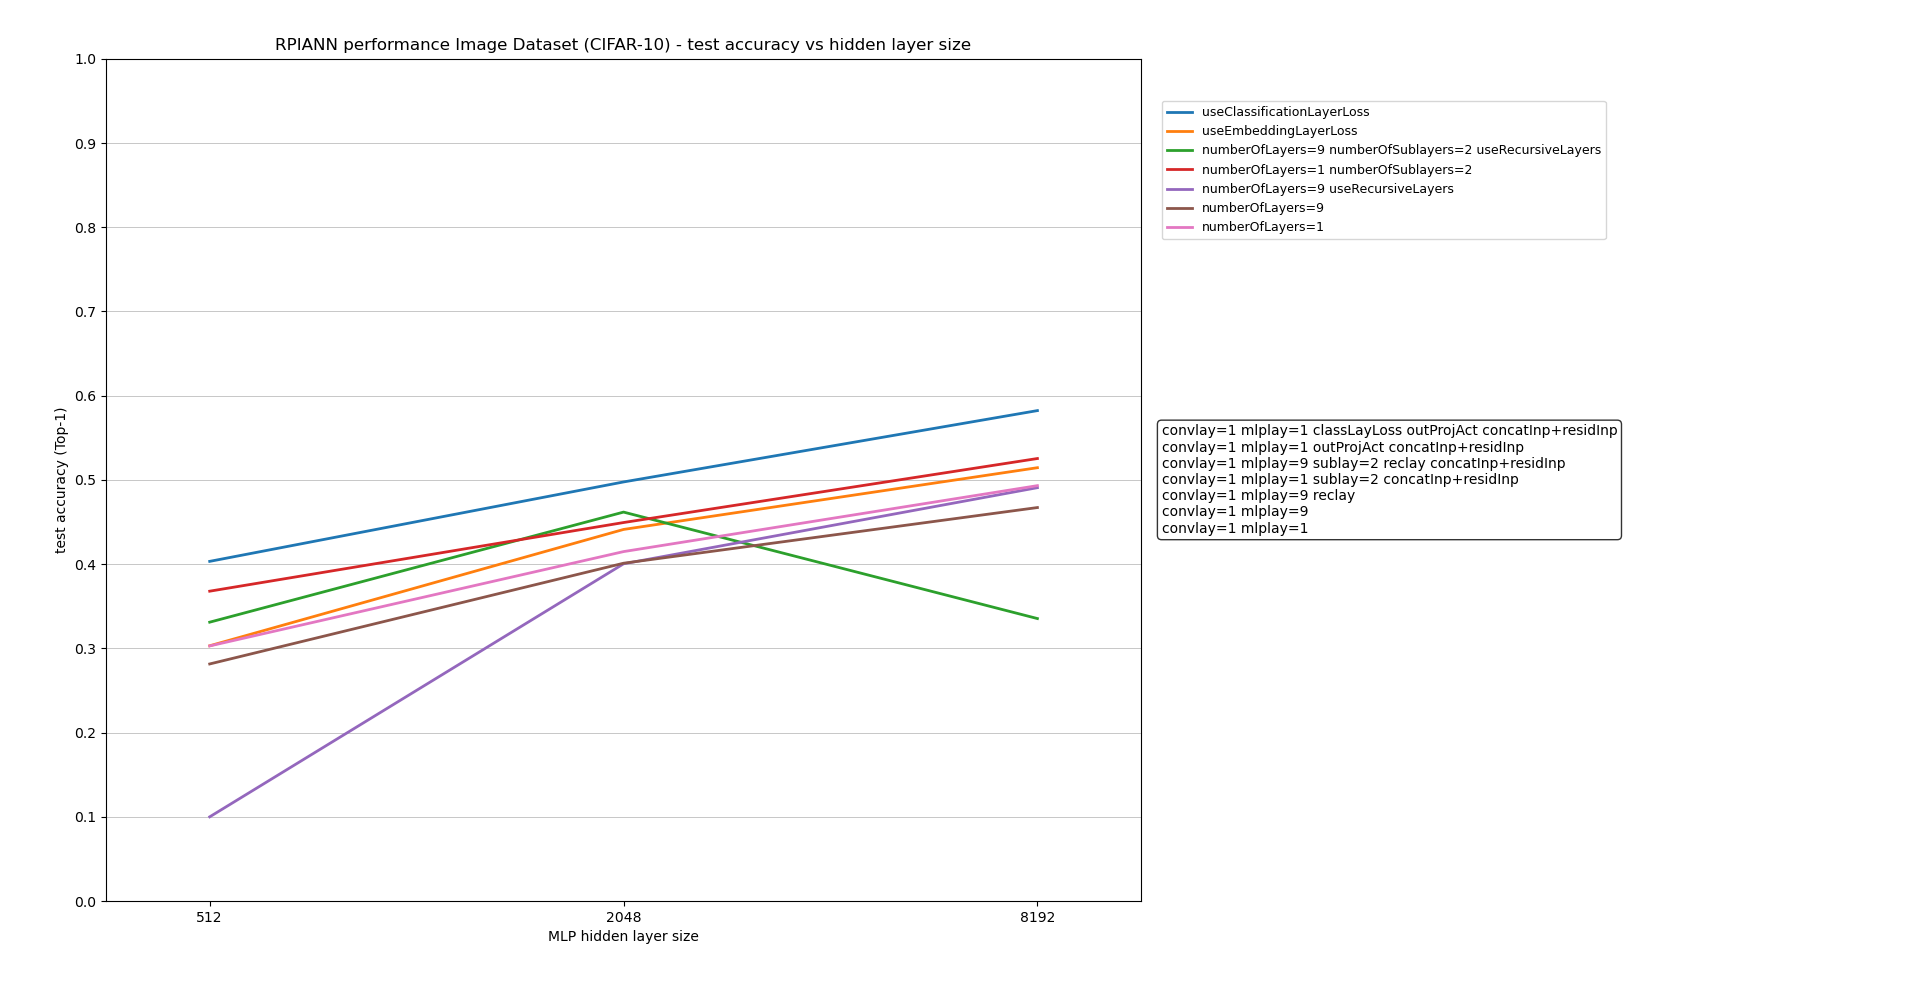 RPIANN performance Image Dataset (CIFAR-10) - test accuracy vs hidden layer size
1.0
0.9
0.8
0.7
0.6
0.5
0.4
0.3
0.2
0.1
0.0
test accuracy (Top-1)
512
2048
8192
MLP hidden layer size
useClassificationLayerLoss
useEmbeddingLayerLoss
numberOfLayers=9 numberOfSublayers=2 useRecursiveLayers
numberOfLayers=1 numberOfSublayers=2
numberOfLayers=9 useRecursiveLayers
numberOfLayers=9
numberOfLayers=1
convlay=1 mlplay=1 classLayLoss outProjAct concatInp+residInp
convlay=1 mlplay=1 outProjAct concatInp+residInp
convlay=1 mlplay=9 sublay=2 reclay concatInp+residInp
convlay=1 mlplay=1 sublay=2 concatInp+residInp
convlay=1 mlplay=9 reclay
convlay=1 mlplay=9
convlay=1 mlplay=1